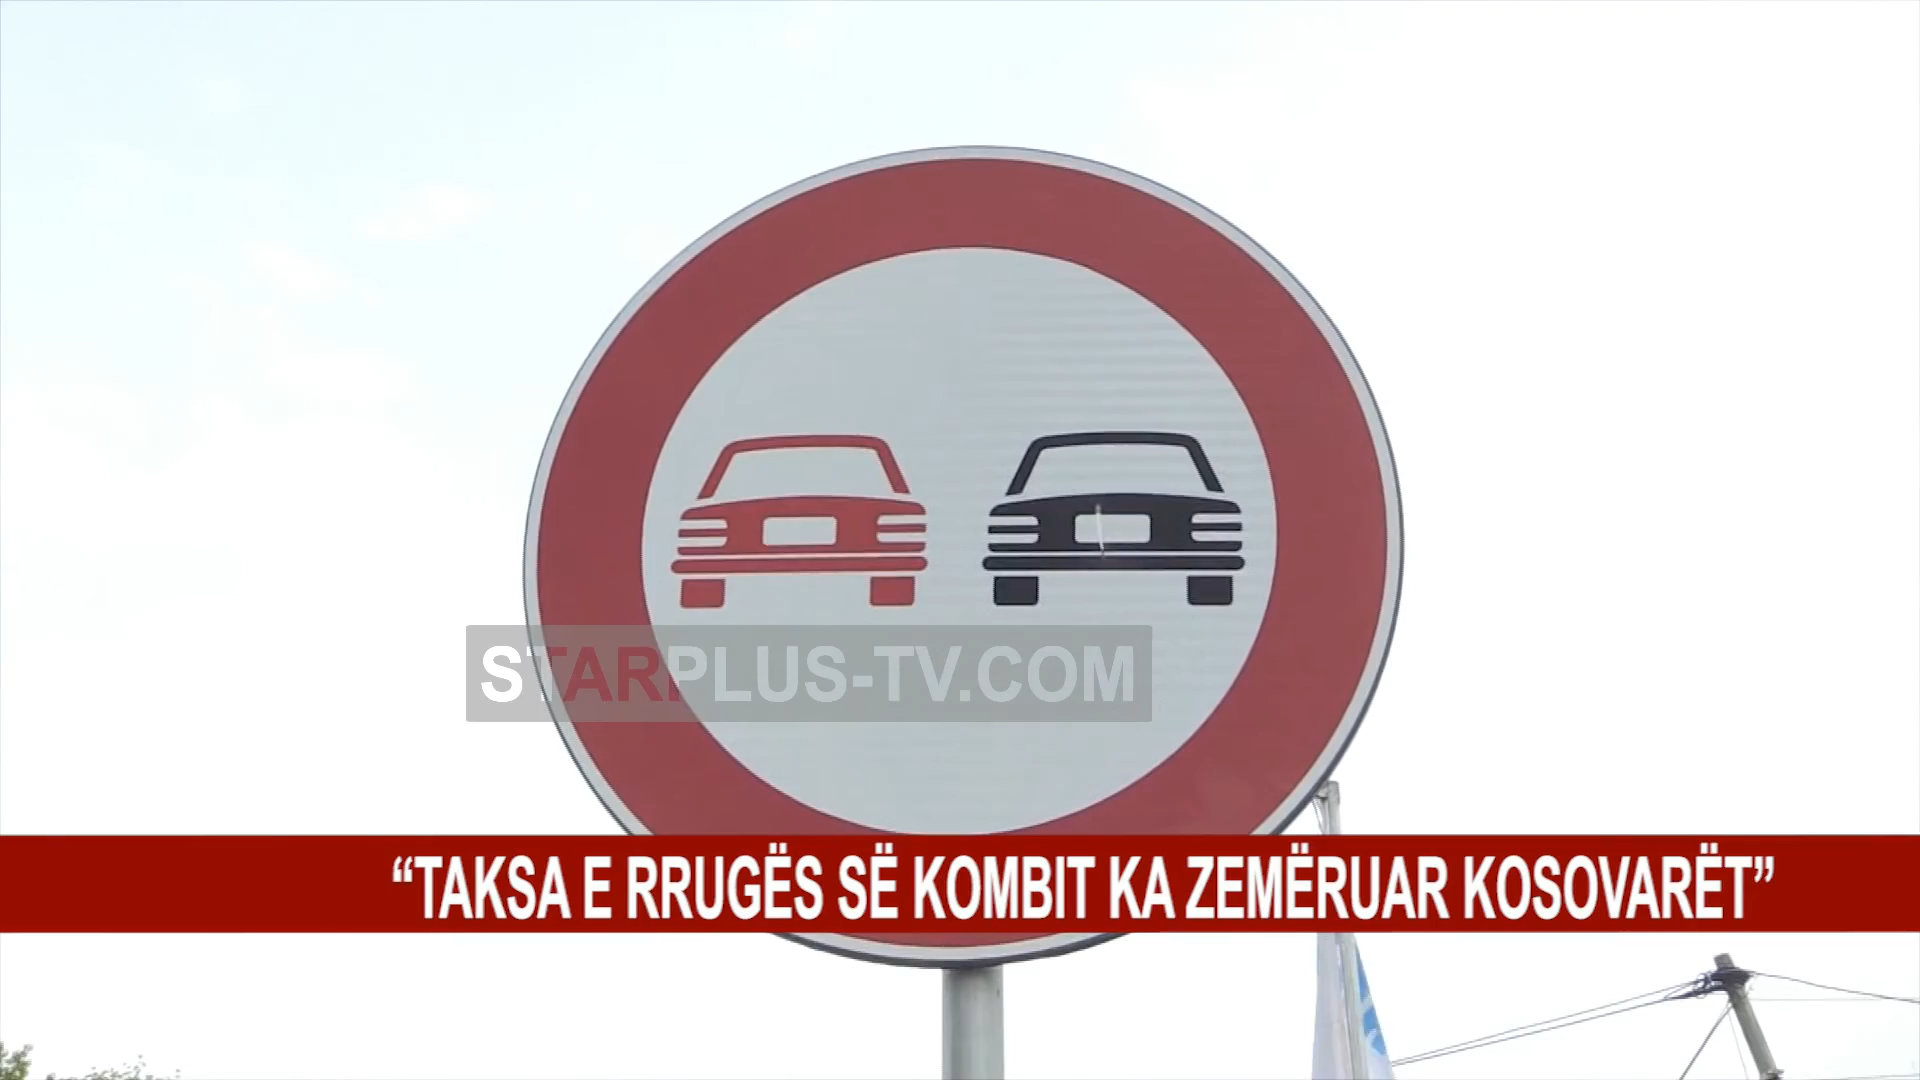 STARPLUS-TV.COM
“TAKSA E RRUGËS SË KOMBIT KA ZEMËRUAR KOSOVARËT”